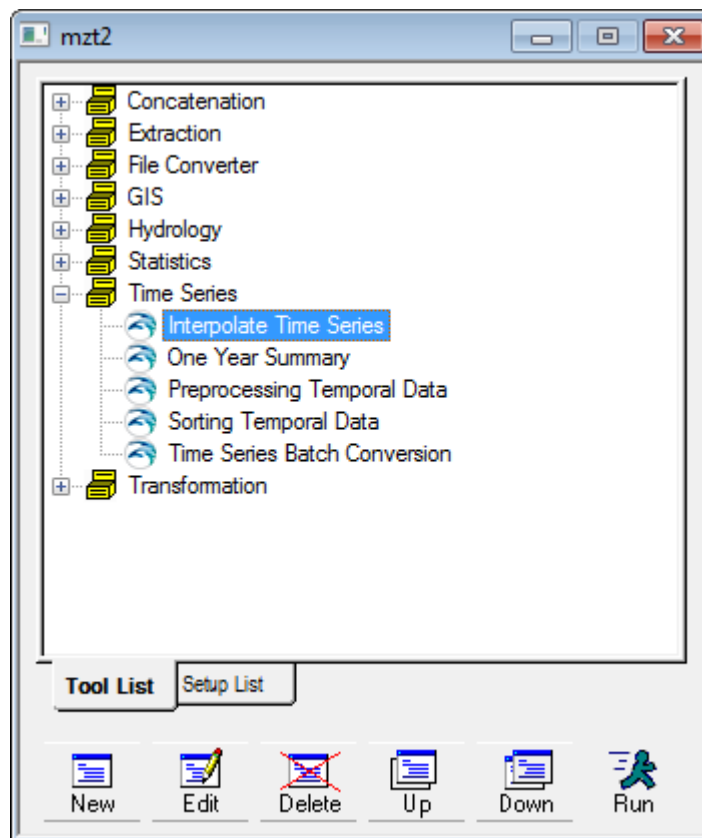 mzt2
Concatenation
Extraction
File Converter
GIS
Hydrology
Statistics
Time Series
Interpolate Time Series
One Year Summary
Preprocessing Temporal Data
Sorting Temporal Data
Time Series Batch Conversion
Transformation
Tool List Setup List
New Edit Delete Up Down Run